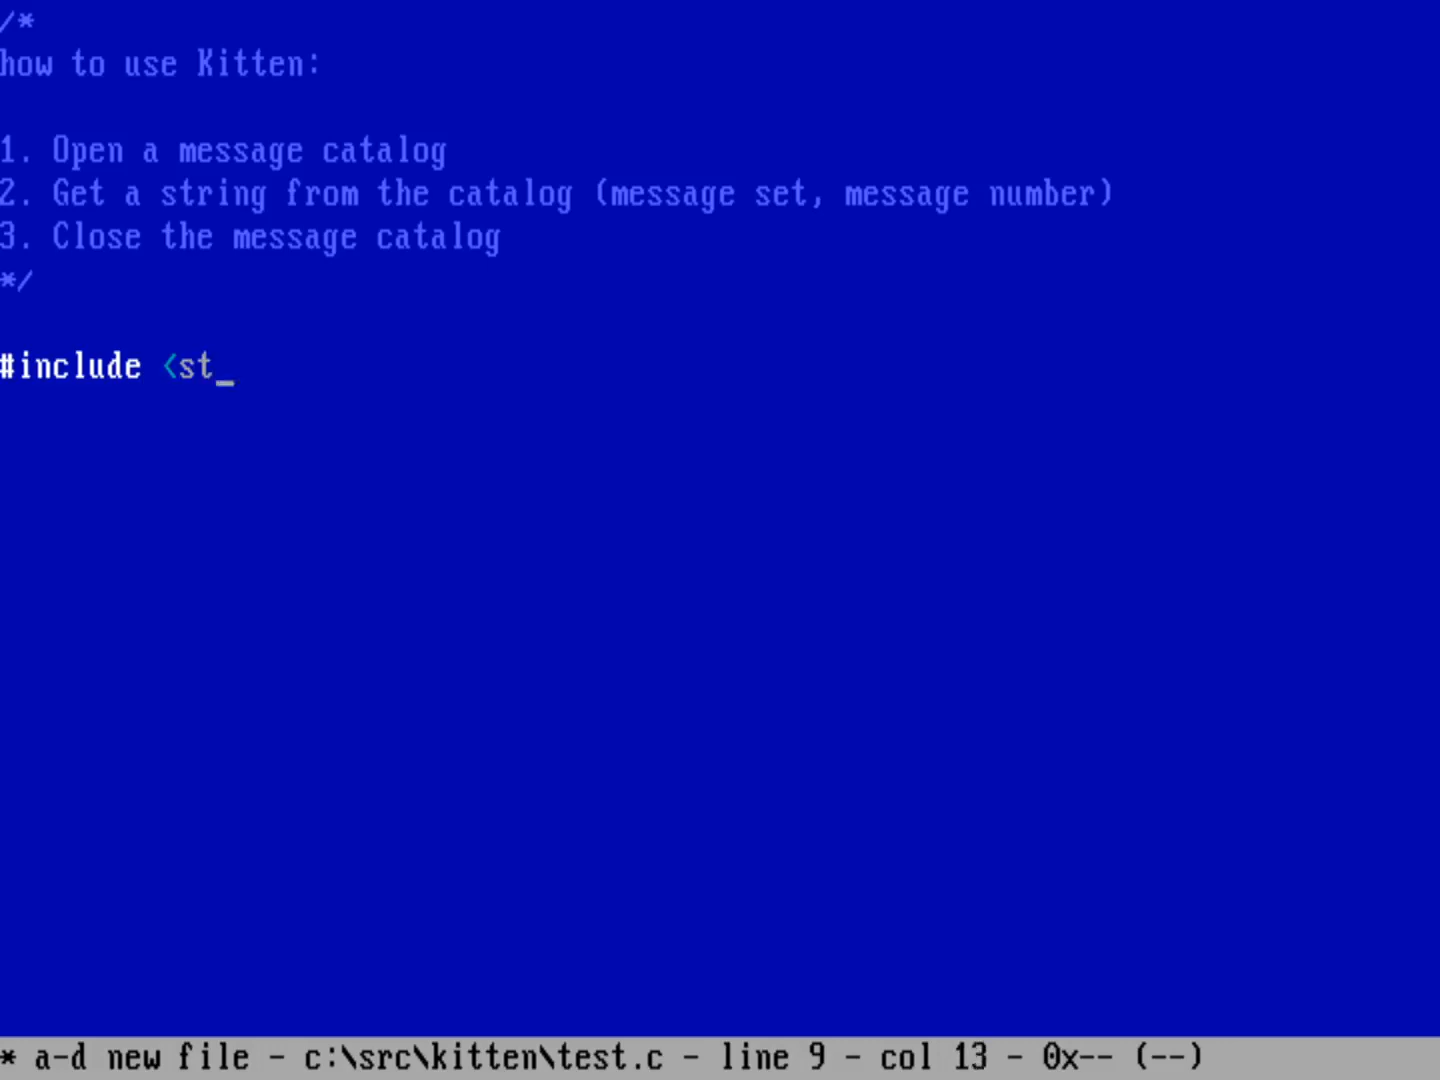 /*
how to use Kitten:
1. Open a message catalog
2. Get a string from the catalog (message set, message number)
3. Close the message catalog
*/
#include <st_
* a-d new file - c:\src\kitten\test.c - line 9 - col 13 - 0x-- (--)